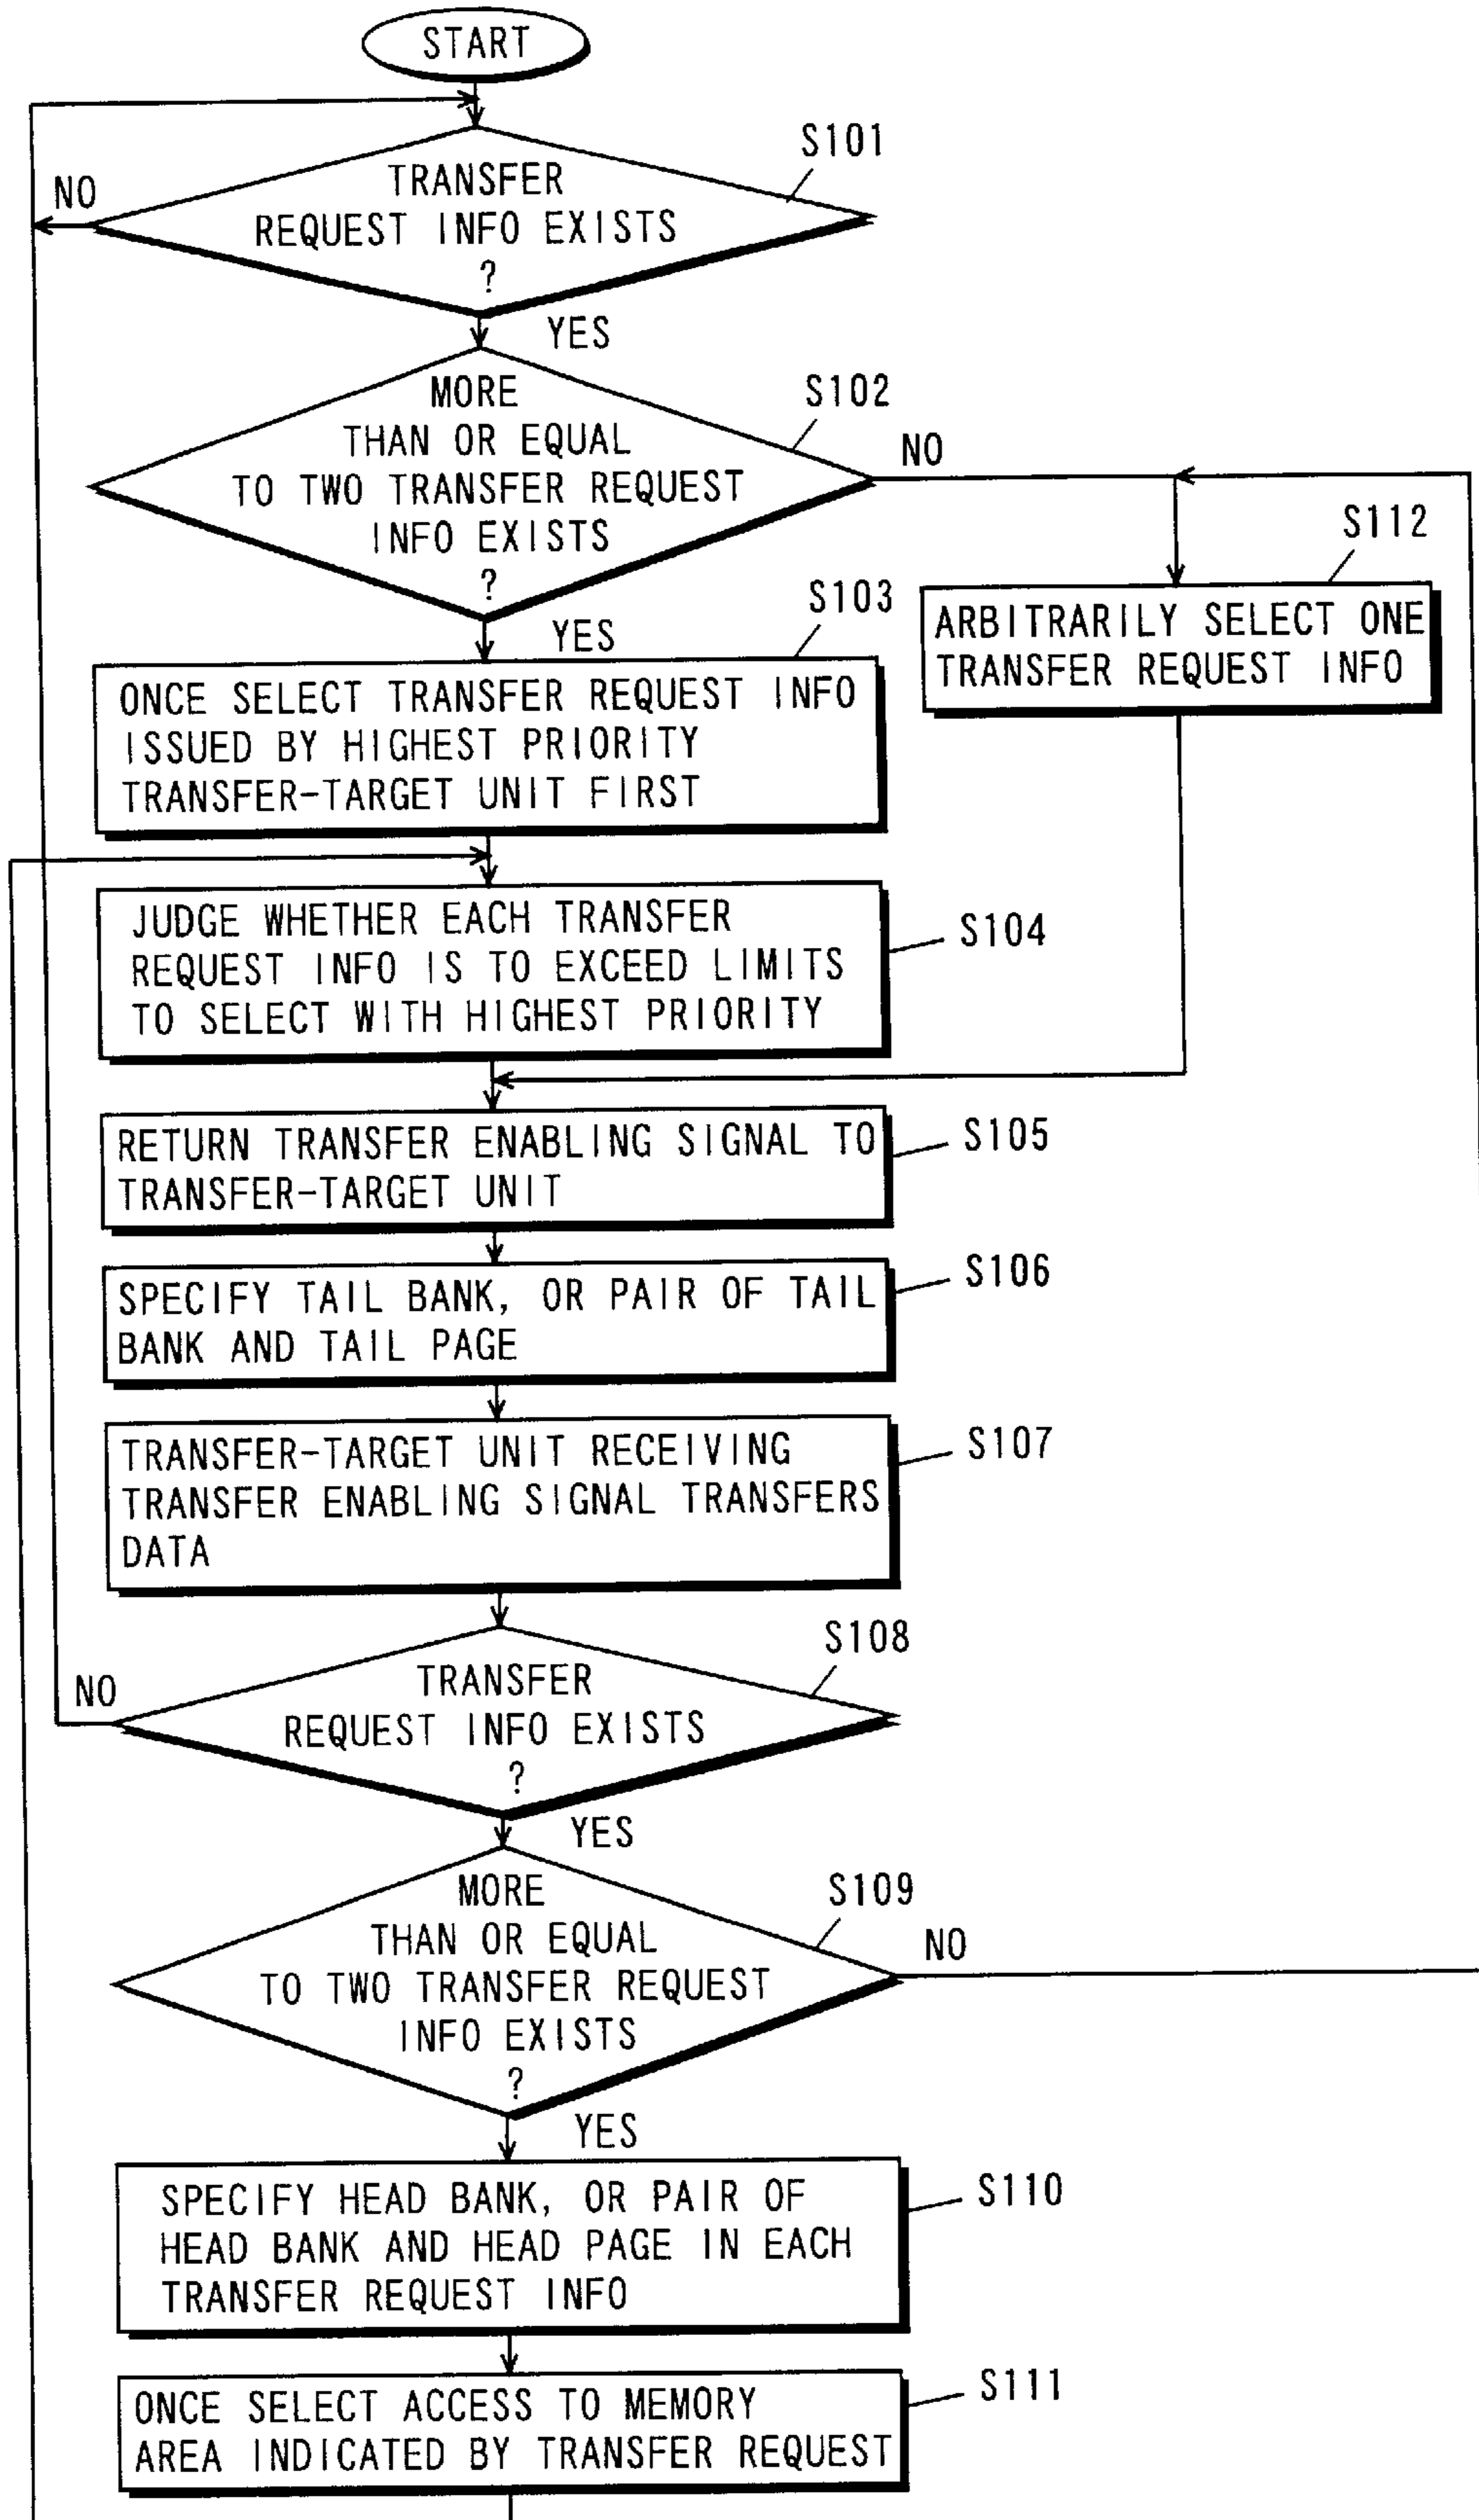 START
S101
TRANSFER
REQUEST INFO EXISTS
?
NO
YES
S102
MORE
THAN OR EQUAL
TO TWO TRANSFER REQUEST
INFO EXISTS
?
NO
YES
S112
ARBITRARILY SELECT ONE
TRANSFER REQUEST INFO
S103
ONCE SELECT TRANSFER REQUEST INFO
ISSUED BY HIGHEST PRIORITY
TRANSFER-TARGET UNIT FIRST
S104
JUDGE WHETHER EACH TRANSFER
REQUEST INFO IS TO EXCEED LIMITS
TO SELECT WITH HIGHEST PRIORITY
S105
RETURN TRANSFER ENABLING SIGNAL TO
TRANSFER-TARGET UNIT
S106
SPECIFY TAIL BANK, OR PAIR OF TAIL
BANK AND TAIL PAGE
S107
TRANSFER-TARGET UNIT RECEIVING
TRANSFER ENABLING SIGNAL TRANSFERS
DATA
S108
TRANSFER
REQUEST INFO EXISTS
?
NO
YES
S109
MORE
THAN OR EQUAL
TO TWO TRANSFER REQUEST
INFO EXISTS
?
NO
YES
S110
SPECIFY HEAD BANK, OR PAIR OF
HEAD BANK AND HEAD PAGE IN EACH
TRANSFER REQUEST INFO
S111
ONCE SELECT ACCESS TO MEMORY
AREA INDICATED BY TRANSFER REQUEST